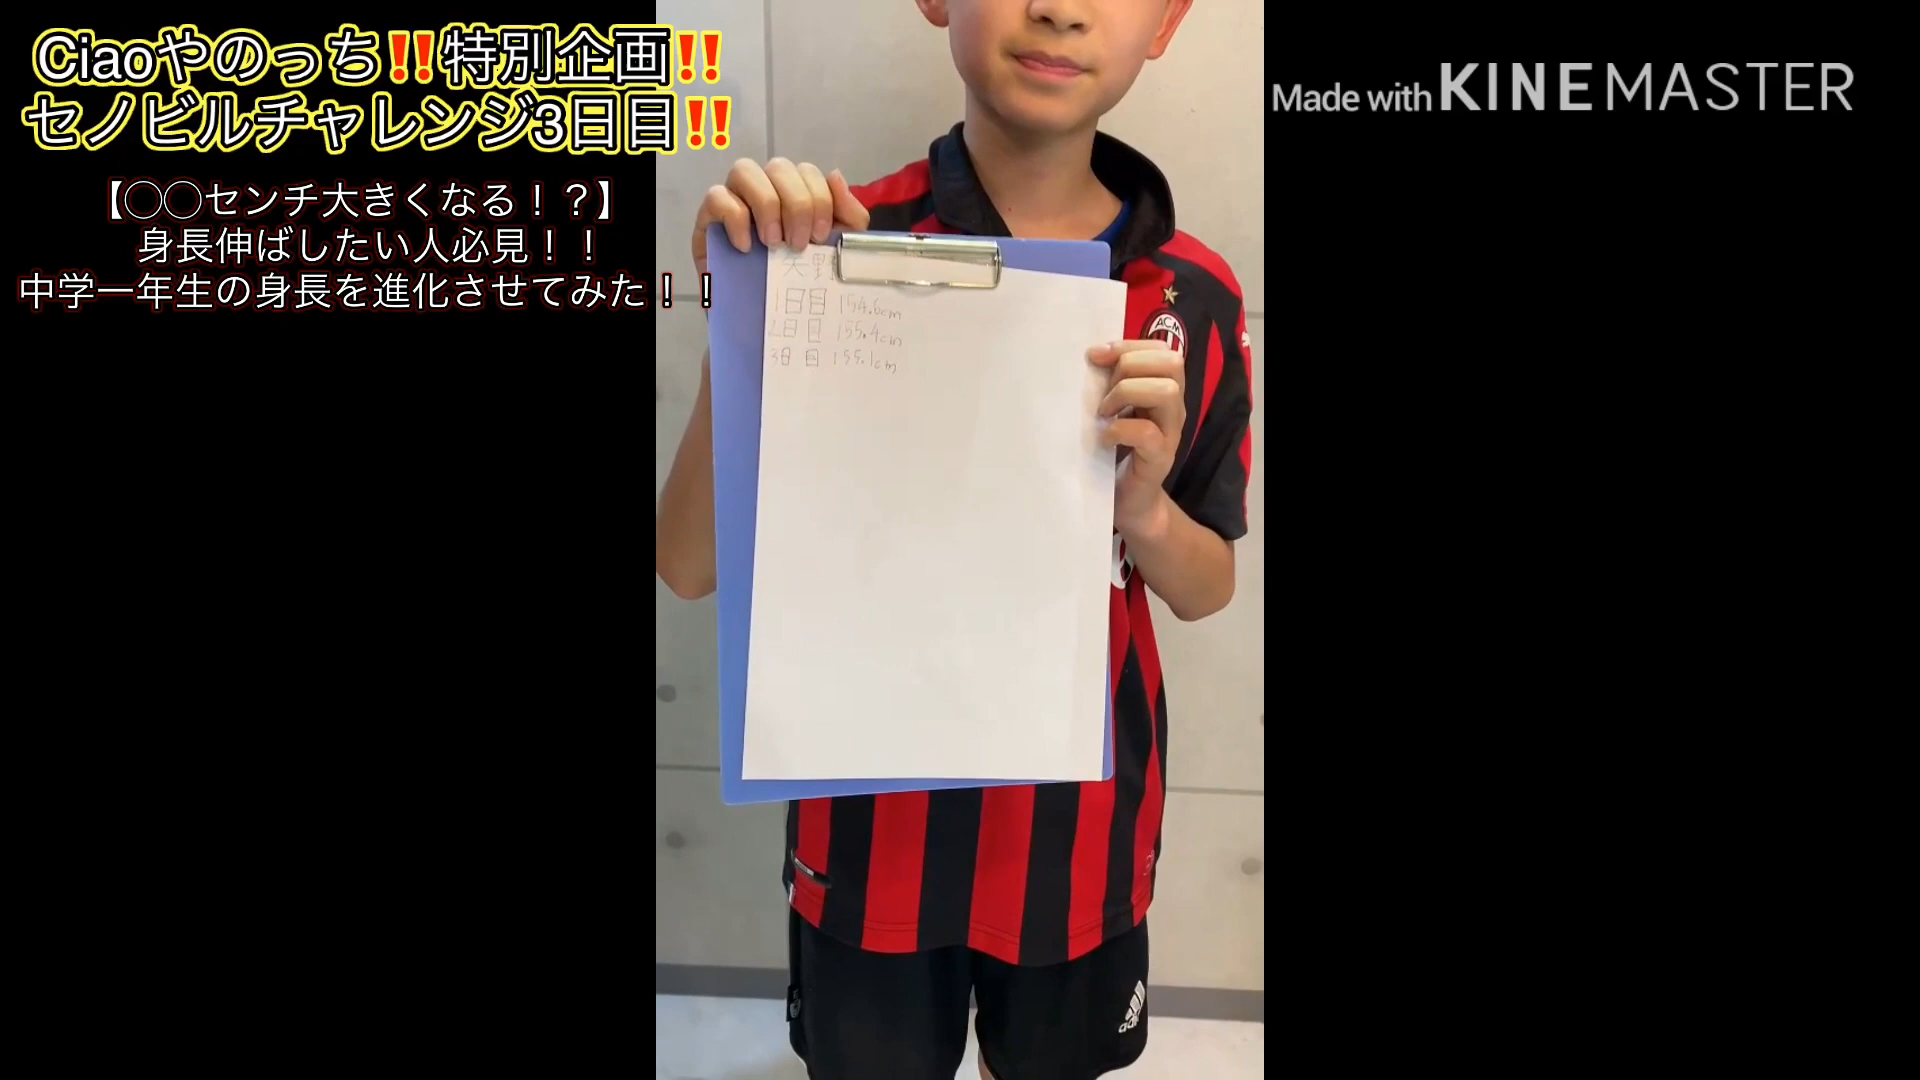 Ciaoやのっち‼️特別企画‼️
セノビルチャレンジ3日目‼️
【◯◯センチ大きくなる！？】
身長伸ばしたい人必見！！
中学一年生の身長を進化させてみた！！
Made with KINEMASTER
矢野
1日目 154.6cm
2日目 155.4cm
3日目 155.1cm
ACM
adidas